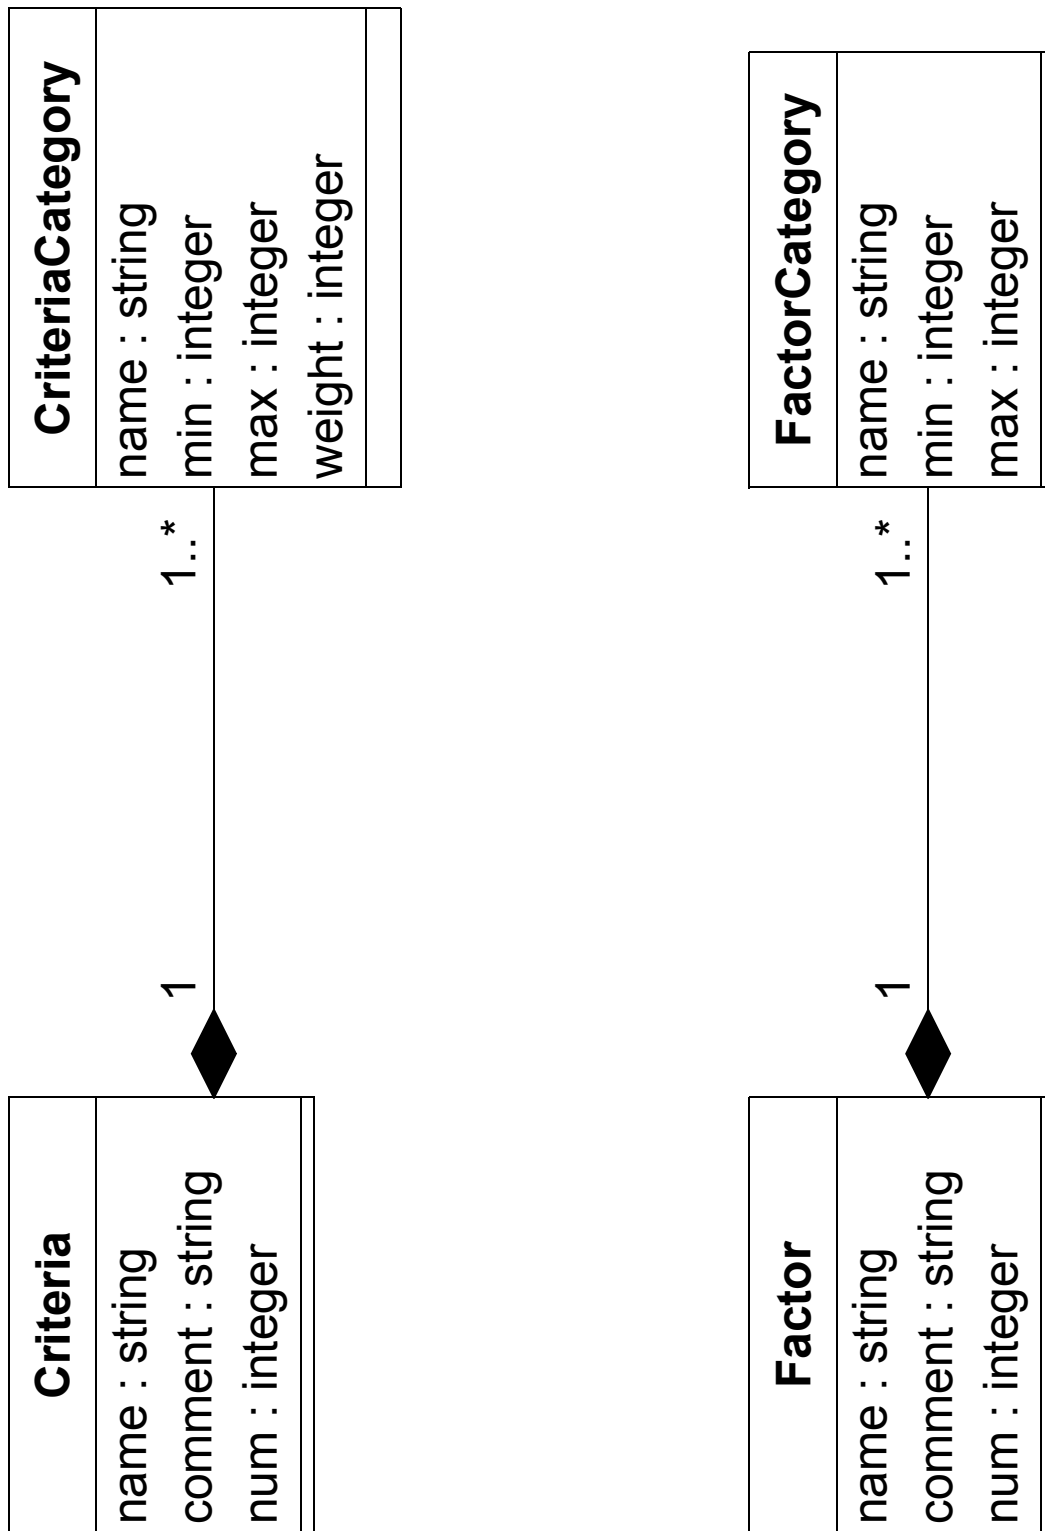 Criteria
name : string
comment : string
num : integer
1
1..*
CriteriaCategory
name : string
min : integer
max : integer
weight : integer
Factor
name : string
comment : string
num : integer
1
1..*
FactorCategory
name : string
min : integer
max : integer